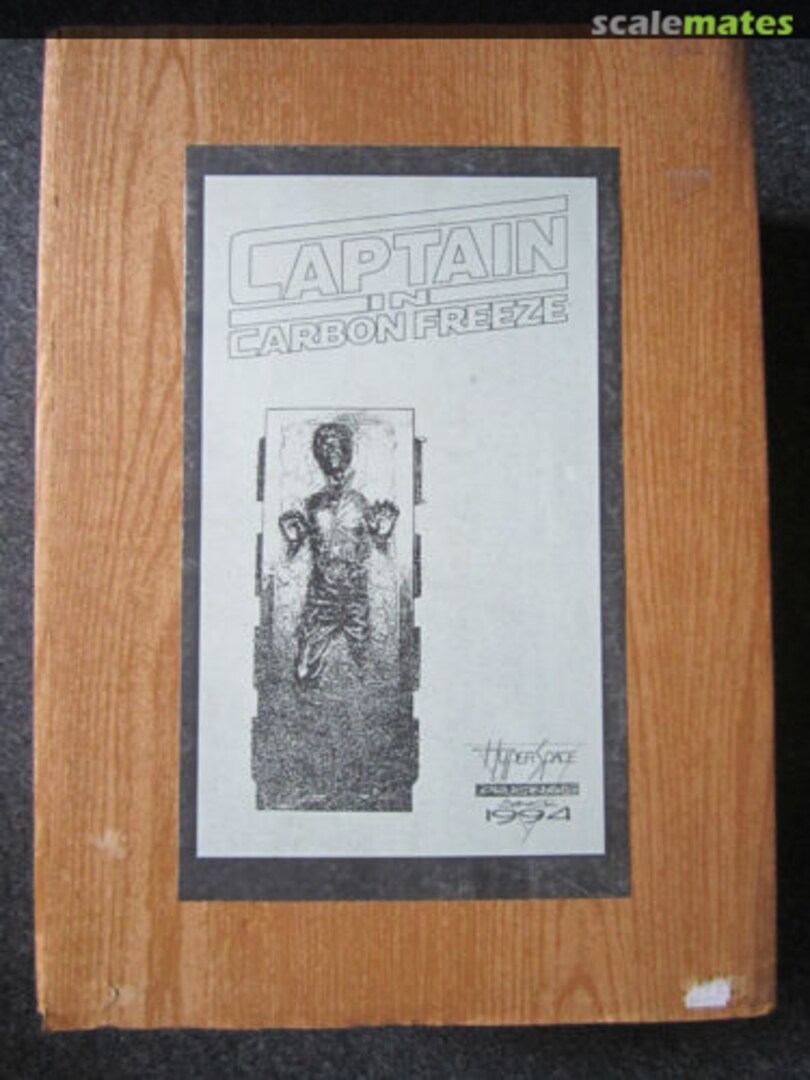 scalemates
CAPTAIN
IN
CARBON FREEZE
HYPERSPACE
1994